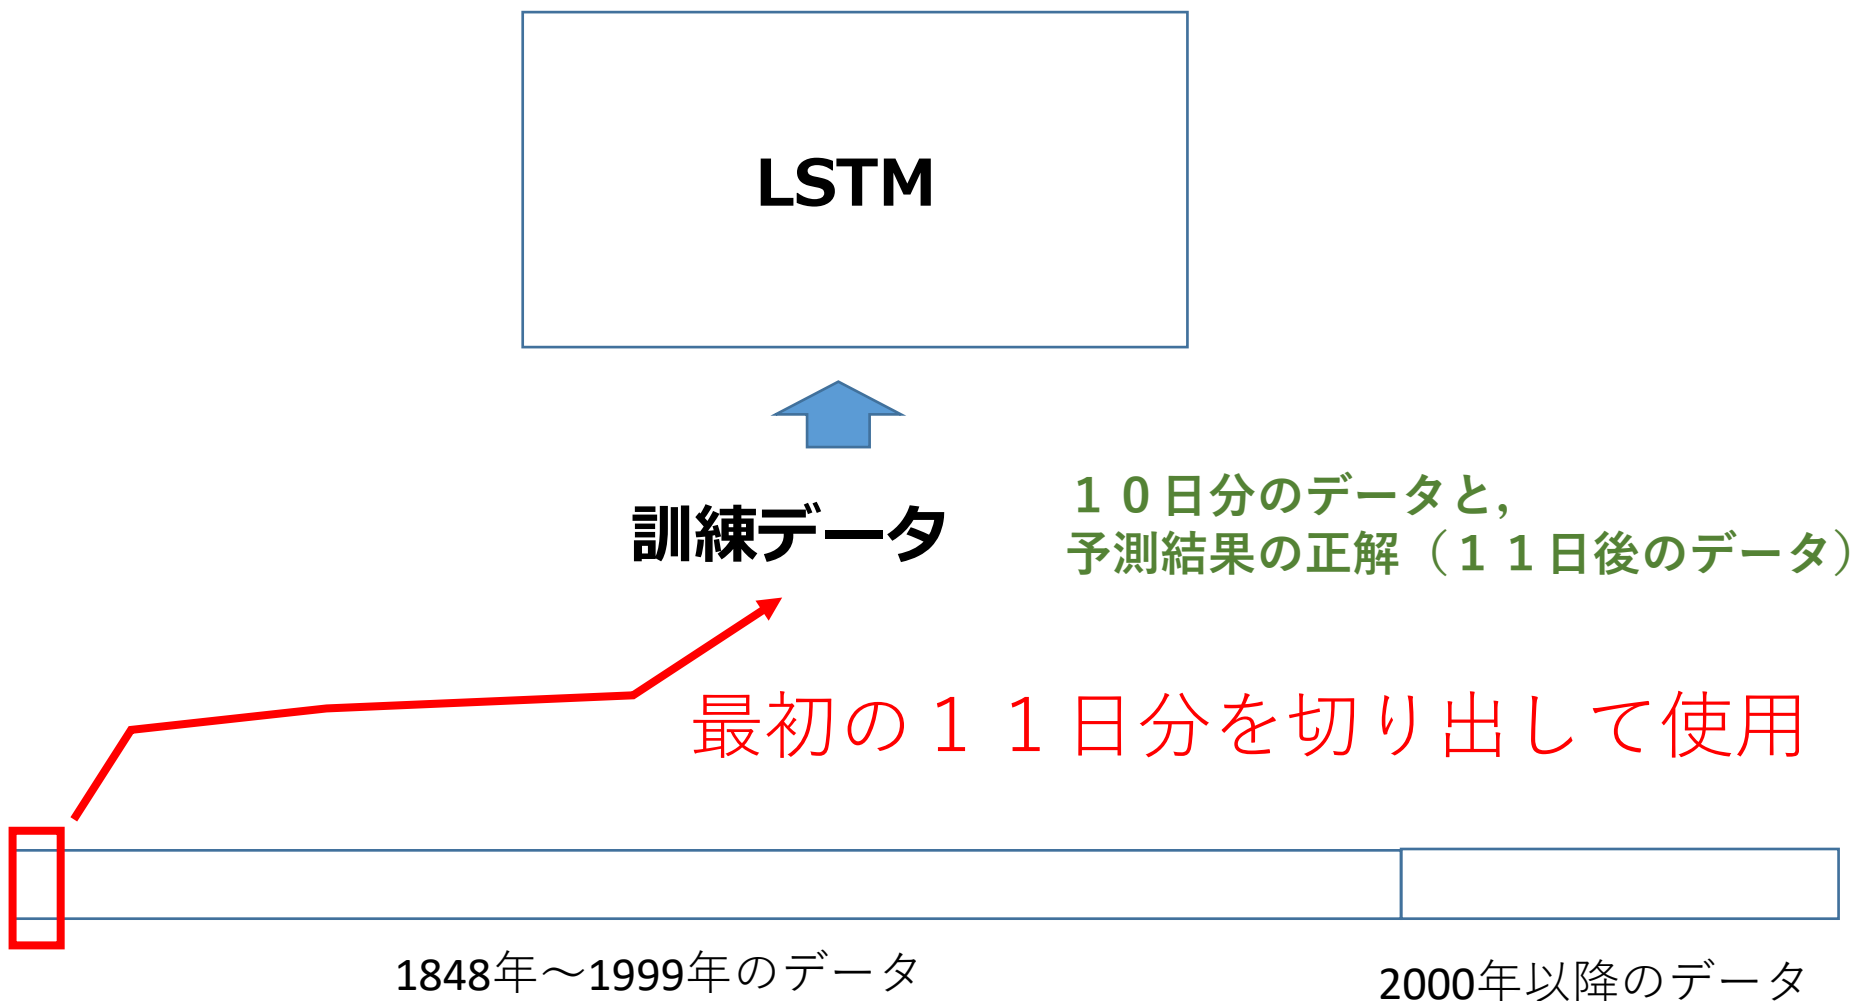 LSTM
訓練データ
１０日分のデータと，
予測結果の正解（１１日後のデータ）
最初の１１日分を切り出して使用
1848年～1999年のデータ
2000年以降のデータ